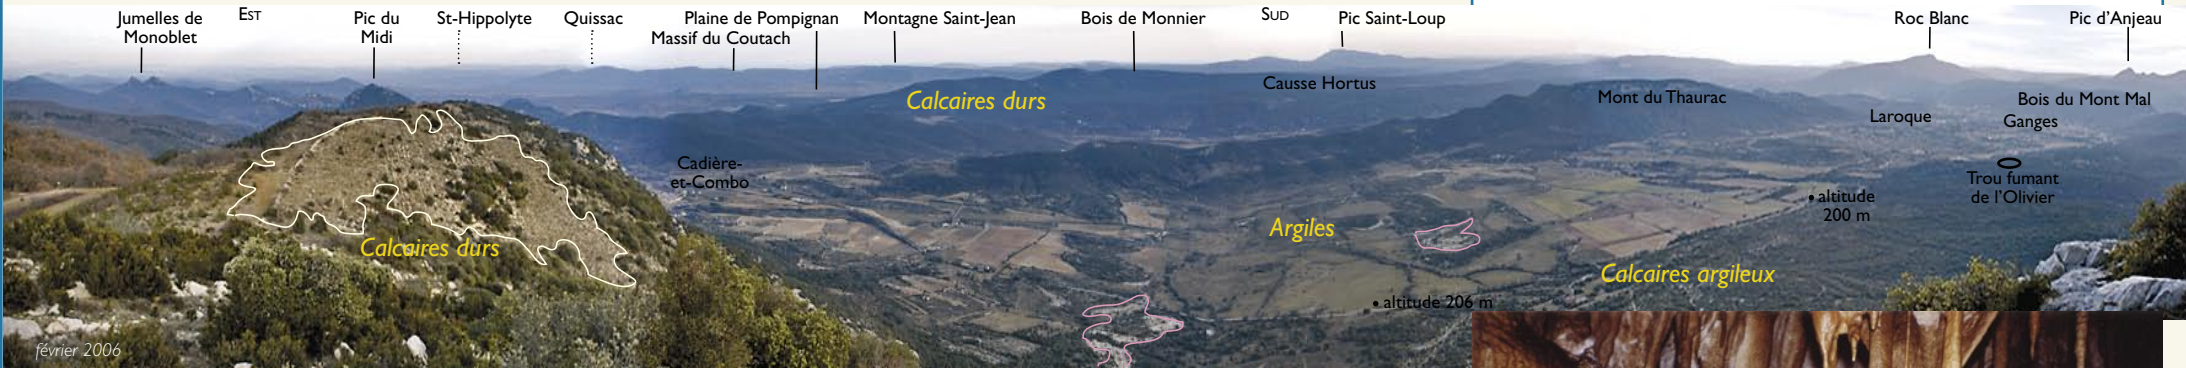 Jumelles de
Monoblet
EST
Pic du
Midi
St-Hippolyte
Quissac
Plaine de Pompignan
Massif du Coutach
Montagne Saint-Jean
Bois de Monnier
SUD
Pic Saint-Loup
Roc Blanc
Pic d'Anjeau
Causse Hortus
Calcaires durs
Mont du Thaurac
Bois du Mont Mal
Laroque
Ganges
Cadière-
et-Combo
Trou fumant
de l'Olivier
• altitude
200 m
Argiles
Calcaires durs
Calcaires argileux
• altitude 206 m
février 2006